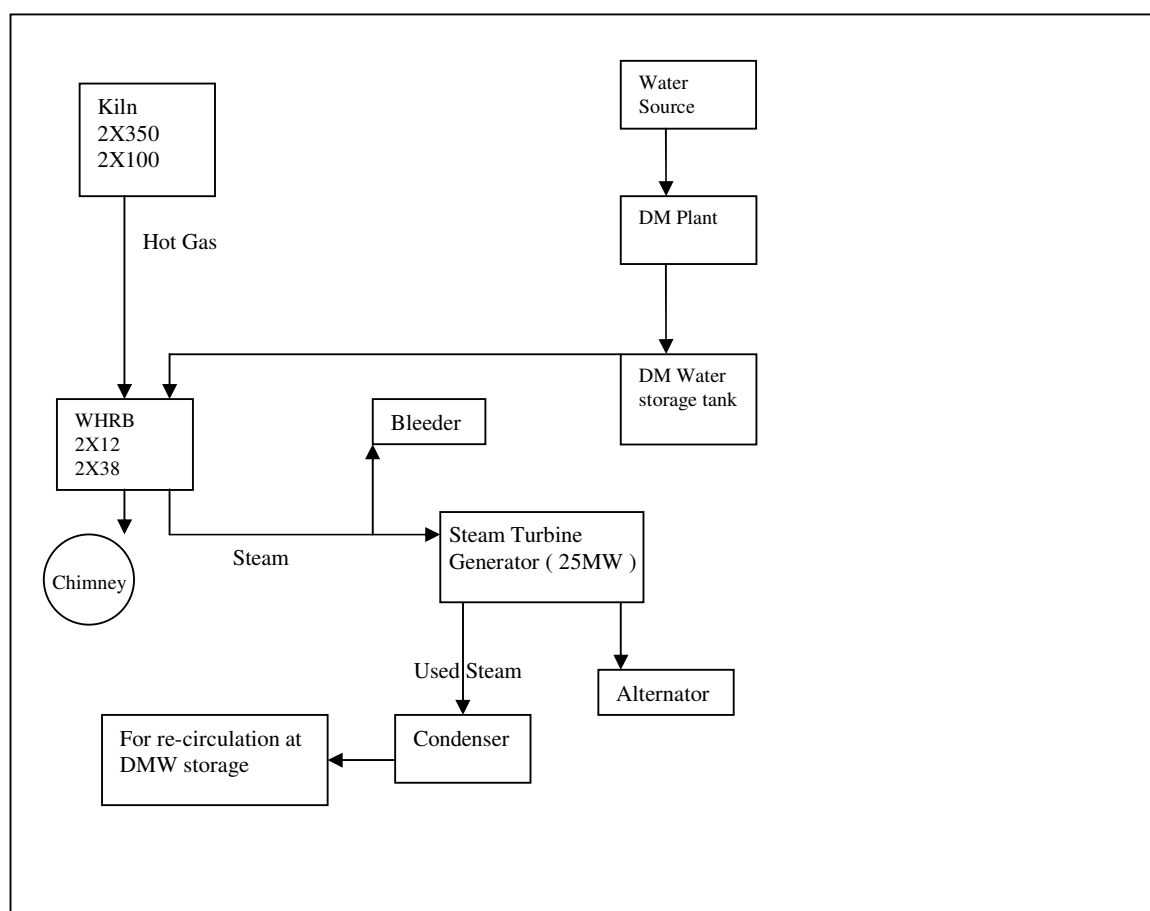 Kiln
2X350
2X100
Water
Source
DM Plant
Hot Gas
DM Water
storage tank
WHRB
2X12
2X38
Bleeder
Steam
Steam Turbine
Generator ( 25MW )
Chimney
Used Steam
Alternator
For re-circulation at
DMW storage
Condenser